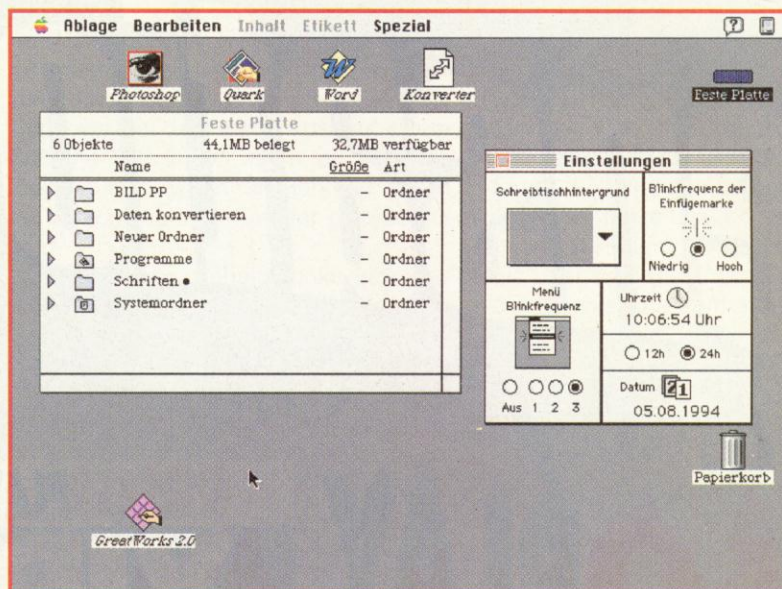 Ablage Bearbeiten Inhalt Etikett Spezial
Photoshop Quark Word Konverter
Feste Platte
Feste Platte
6 Objekte 44,1MB belegt 32,7MB verfügbar
Name Größe Art
BILD PP – Ordner
Daten konvertieren – Ordner
Neuer Ordner – Ordner
Programme – Ordner
Schriften • – Ordner
Systemordner – Ordner
Einstellungen
Schreibtischhintergrund
Blinkfrequenz der
Einfügemarke
Niedrig Hoch
Menü
Blinkfrequenz
Aus 1 2 3
Uhrzeit
10:06:54 Uhr
12h 24h
Datum 21
05.08.1994
Papierkorb
GreatWorks 2.0